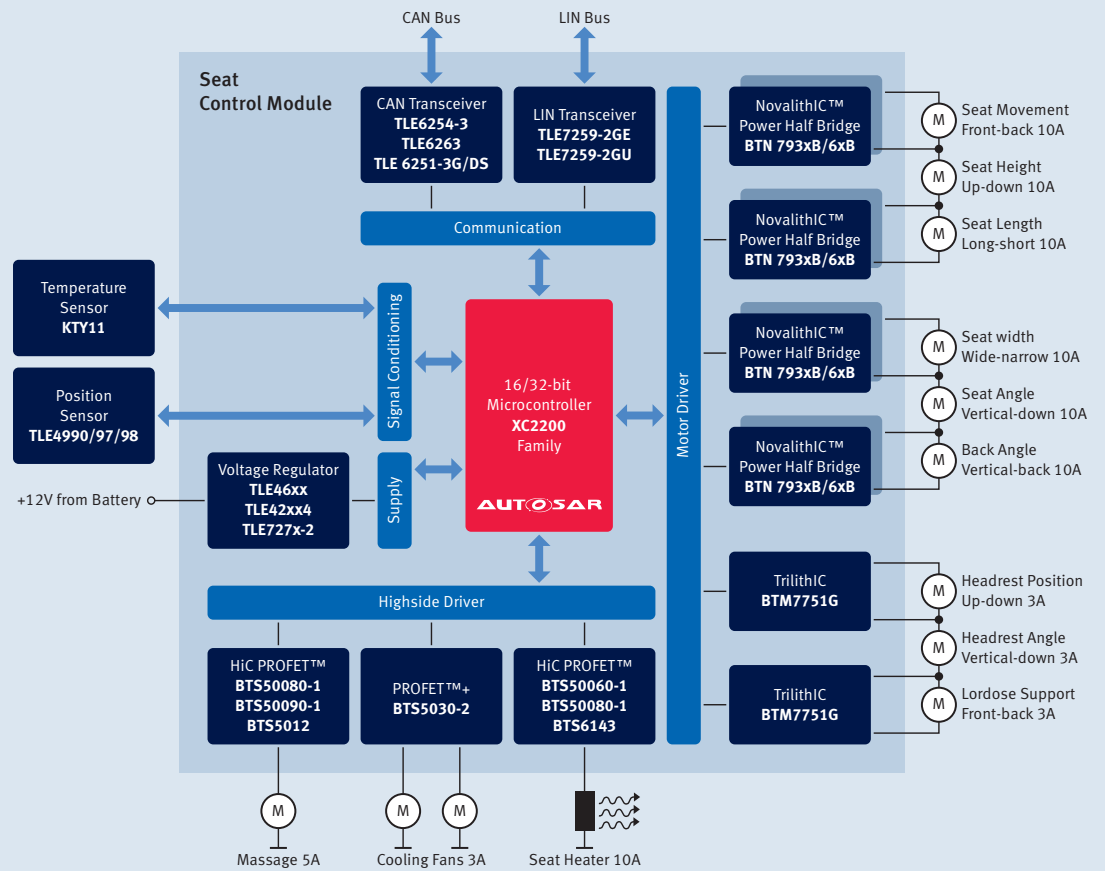 CAN Bus
LIN Bus
Seat
Control Module
CAN Transceiver
TLE6254-3
TLE6263
TLE 6251-3G/DS
LIN Transceiver
TLE7259-2GE
TLE7259-2GU
Communication
Temperature
Sensor
KTY11
Position
Sensor
TLE4990/97/98
Signal Conditioning
16/32-bit
Microcontroller
XC2200
Family
AUTOSAR
+12V from Battery
Voltage Regulator
TLE46xx
TLE42xx4
TLE727x-2
Supply
Highside Driver
HiC PROFET™
BTS50080-1
BTS50090-1
BTS5012
PROFET™+
BTS5030-2
HiC PROFET™
BTS50060-1
BTS50080-1
BTS6143
M
Massage 5A
M
M
Cooling Fans 3A
Seat Heater 10A
Motor Driver
NovalithIC™
Power Half Bridge
BTN 793xB/6xB
NovalithIC™
Power Half Bridge
BTN 793xB/6xB
NovalithIC™
Power Half Bridge
BTN 793xB/6xB
NovalithIC™
Power Half Bridge
BTN 793xB/6xB
TrilithIC
BTM7751G
TrilithIC
BTM7751G
M
Seat Movement
Front-back 10A
M
Seat Height
Up-down 10A
M
Seat Length
Long-short 10A
M
Seat width
Wide-narrow 10A
M
Seat Angle
Vertical-down 10A
M
Back Angle
Vertical-back 10A
M
Headrest Position
Up-down 3A
M
Headrest Angle
Vertical-down 3A
M
Lordose Support
Front-back 3A